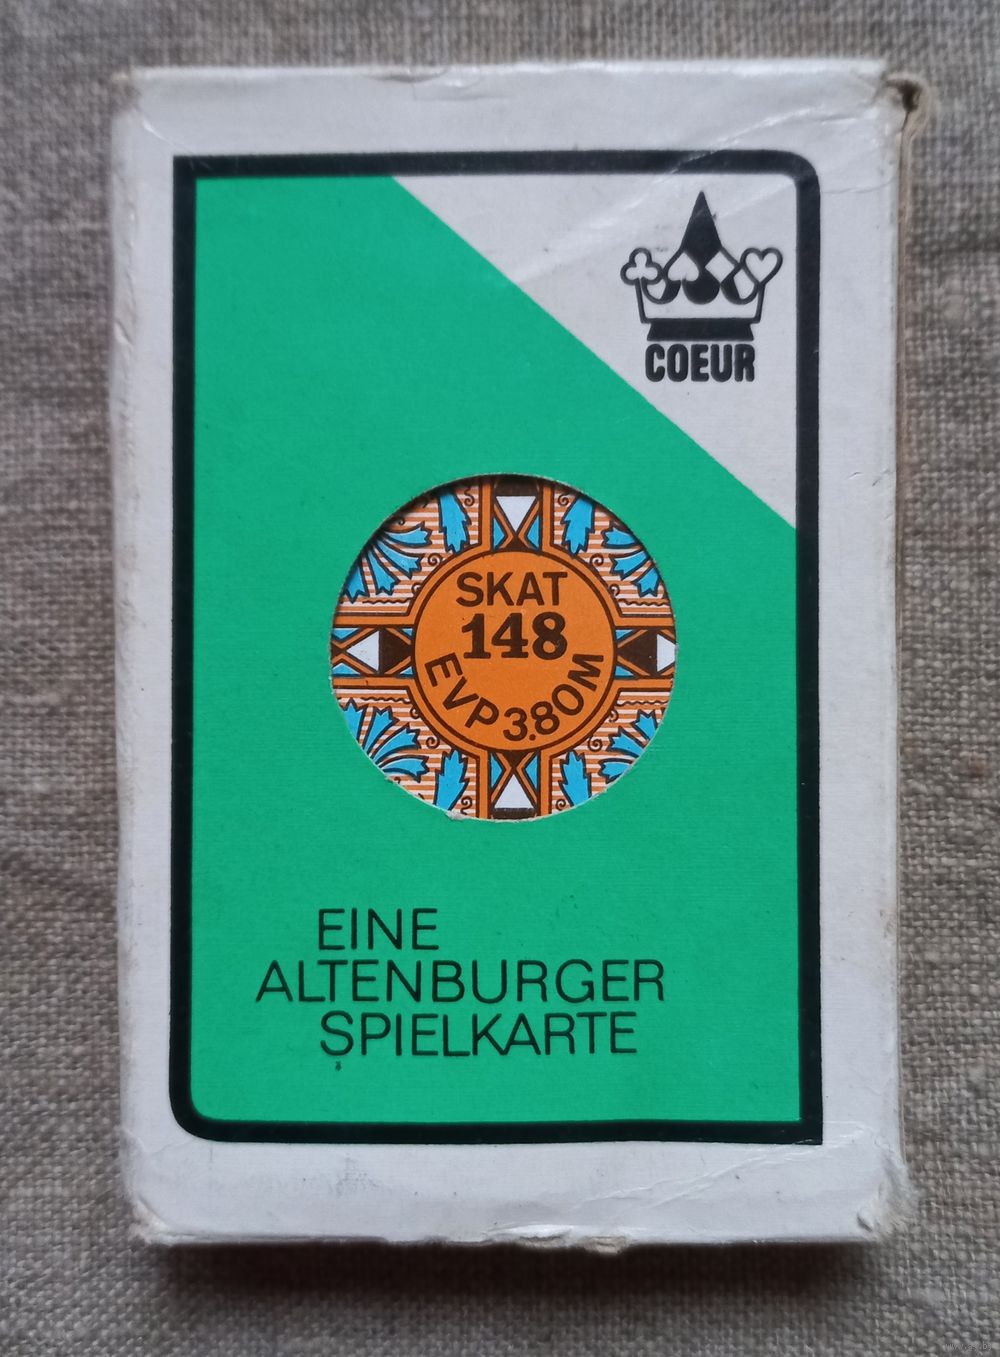 COEUR
SKAT
148
EVP 3.80M
EINE
ALTENBURGER
SPIELKARTE